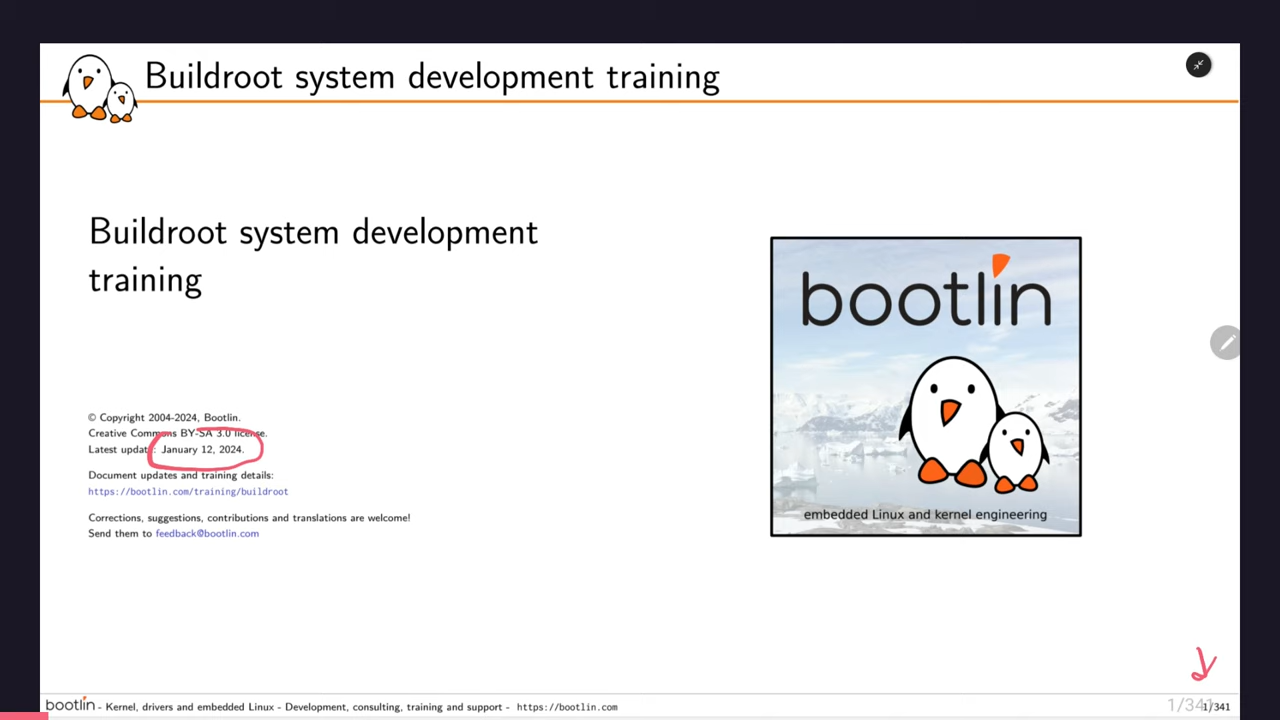 Buildroot system development training
Buildroot system development
training
© Copyright 2004-2024, Bootlin.
Creative Commons BY-SA 3.0 license.
Latest update: January 12, 2024.
Document updates and training details:
https://bootlin.com/training/buildroot
Corrections, suggestions, contributions and translations are welcome!
Send them to feedback@bootlin.com
bootlin
embedded Linux and kernel engineering
bootlin - Kernel, drivers and embedded Linux - Development, consulting, training and support - https://bootlin.com
1/341
1/341